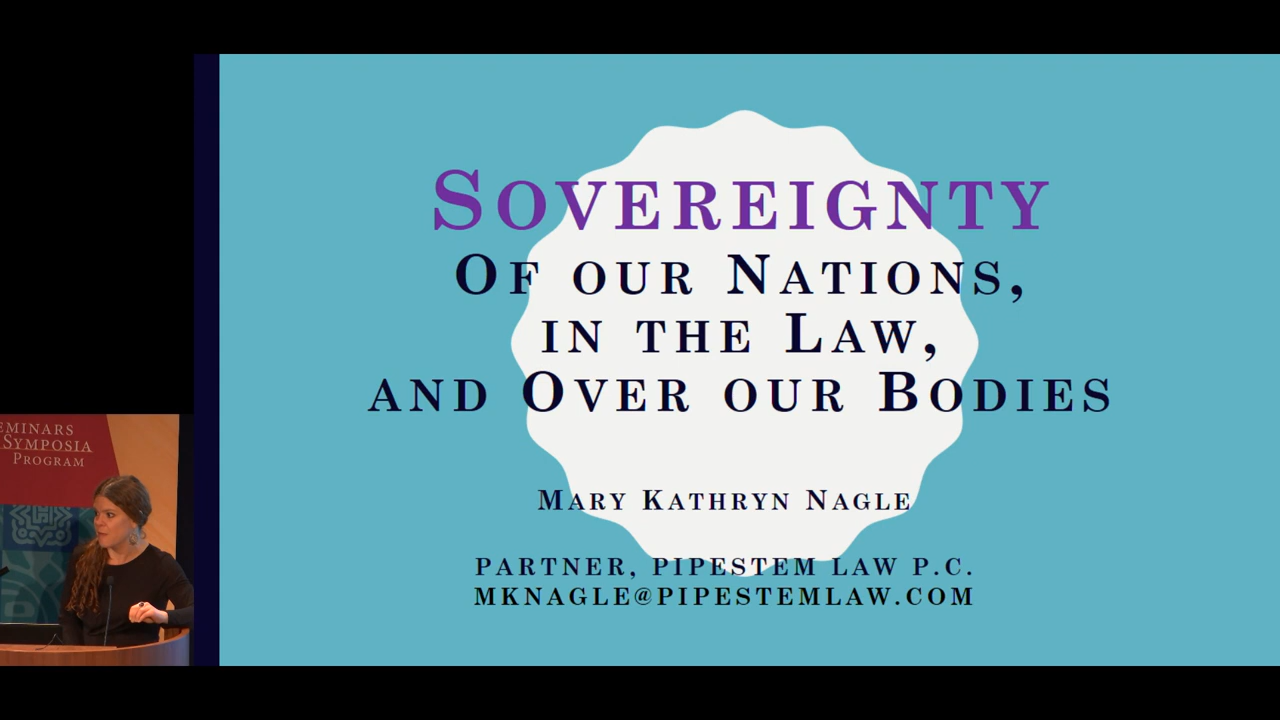 SOVEREIGNTY
OF OUR NATIONS,
IN THE LAW,
AND OVER OUR BODIES
MARY KATHRYN NAGLE
PARTNER, PIPESTEM LAW P.C.
MKNAGLE@PIPESTEMLAW.COM
EMINARS
SYMPOSIA
PROGRAM